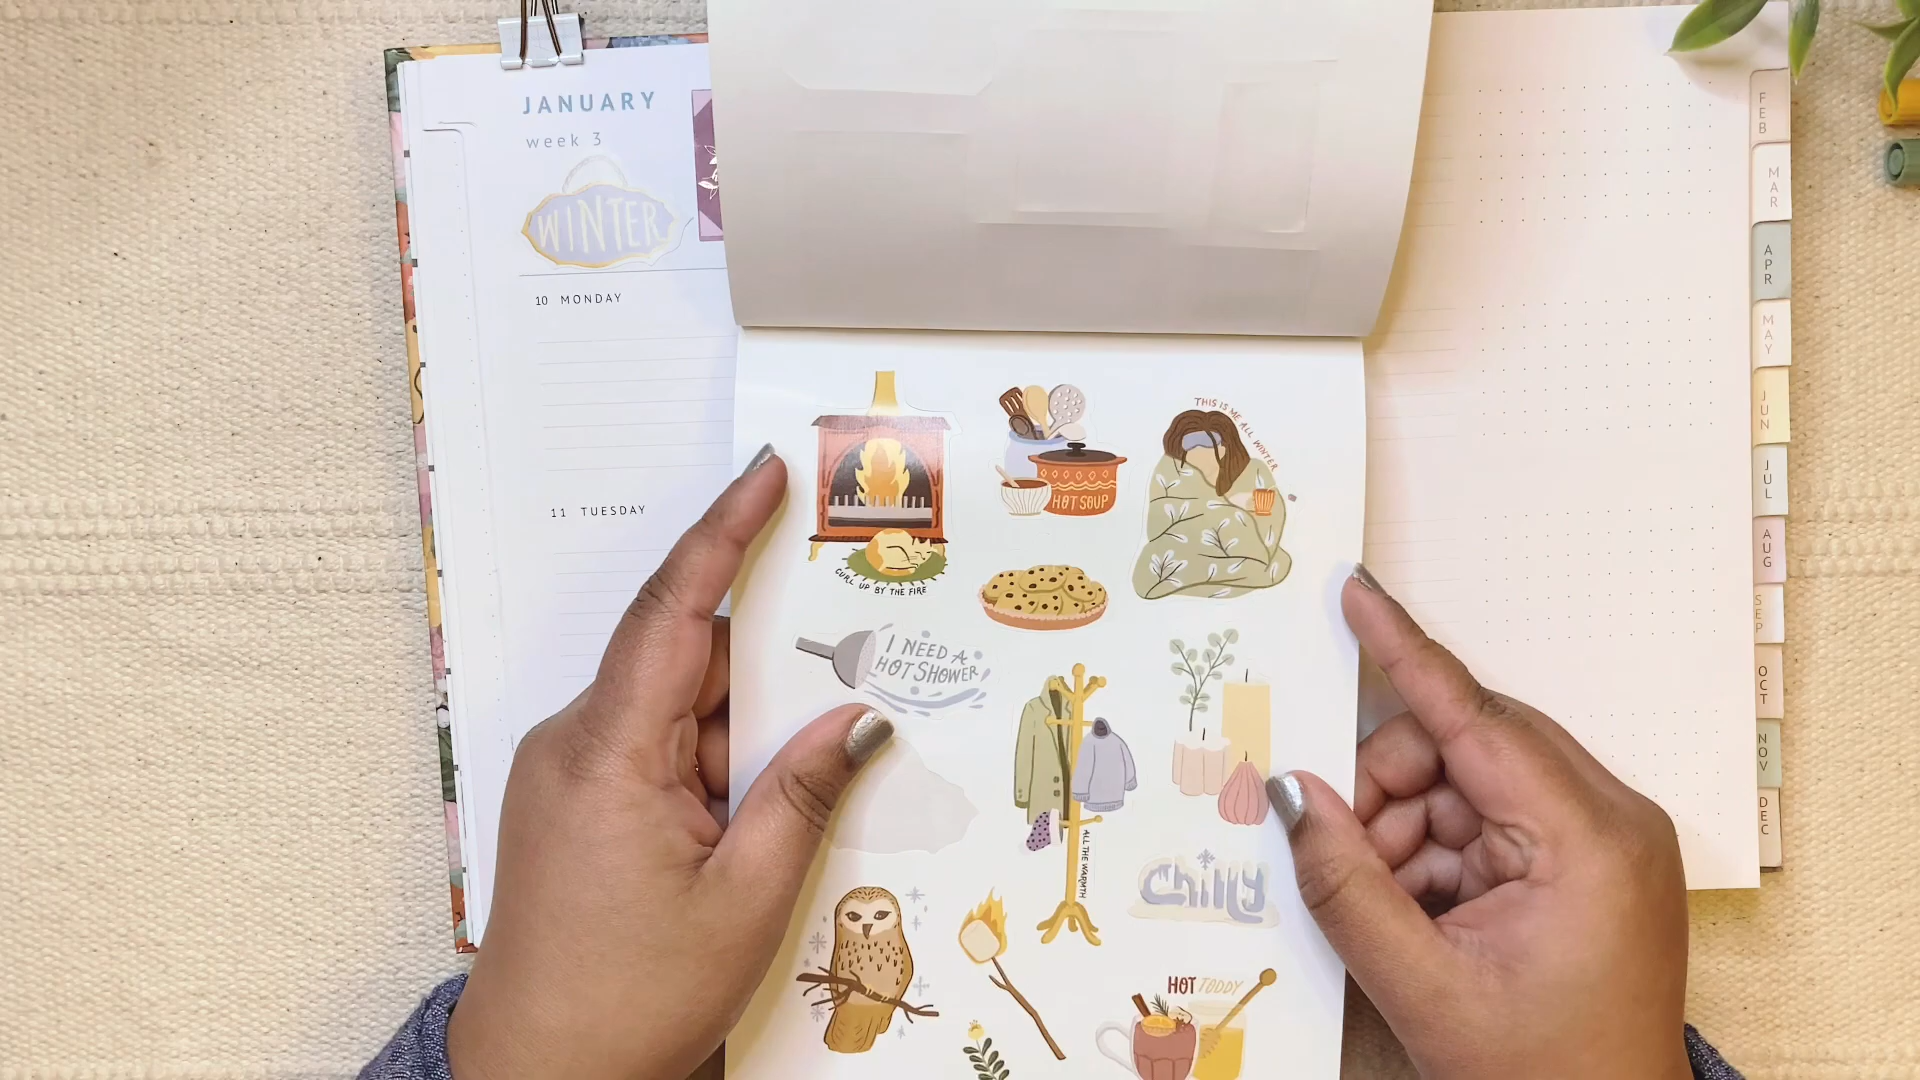 JANUARY
week 3
WINTER
10 MONDAY
11 TUESDAY
CURL UP BY THE FIRE
HOT SOUP
THIS IS ME ALL WINTER
I NEED A
HOT SHOWER
ALL THE WARMTH
Chilly
HOT TODDY
FEB
MAR
APR
MAY
JUN
JUL
AUG
SEP
OCT
NOV
DEC